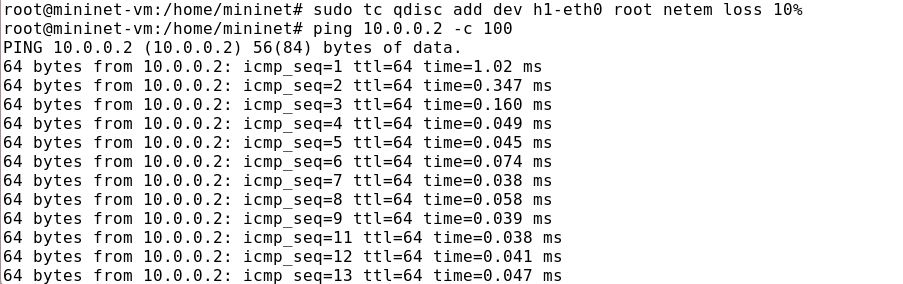 root@mininet-vm:/home/mininet# sudo tc qdisc add dev h1-eth0 root netem loss 10%
root@mininet-vm:/home/mininet# ping 10.0.0.2 -c 100
PING 10.0.0.2 (10.0.0.2) 56(84) bytes of data.
64 bytes from 10.0.0.2: icmp_seq=1 ttl=64 time=1.02 ms
64 bytes from 10.0.0.2: icmp_seq=2 ttl=64 time=0.347 ms
64 bytes from 10.0.0.2: icmp_seq=3 ttl=64 time=0.160 ms
64 bytes from 10.0.0.2: icmp_seq=4 ttl=64 time=0.049 ms
64 bytes from 10.0.0.2: icmp_seq=5 ttl=64 time=0.045 ms
64 bytes from 10.0.0.2: icmp_seq=6 ttl=64 time=0.074 ms
64 bytes from 10.0.0.2: icmp_seq=7 ttl=64 time=0.038 ms
64 bytes from 10.0.0.2: icmp_seq=8 ttl=64 time=0.058 ms
64 bytes from 10.0.0.2: icmp_seq=9 ttl=64 time=0.039 ms
64 bytes from 10.0.0.2: icmp_seq=11 ttl=64 time=0.038 ms
64 bytes from 10.0.0.2: icmp_seq=12 ttl=64 time=0.041 ms
64 bytes from 10.0.0.2: icmp_seq=13 ttl=64 time=0.047 ms